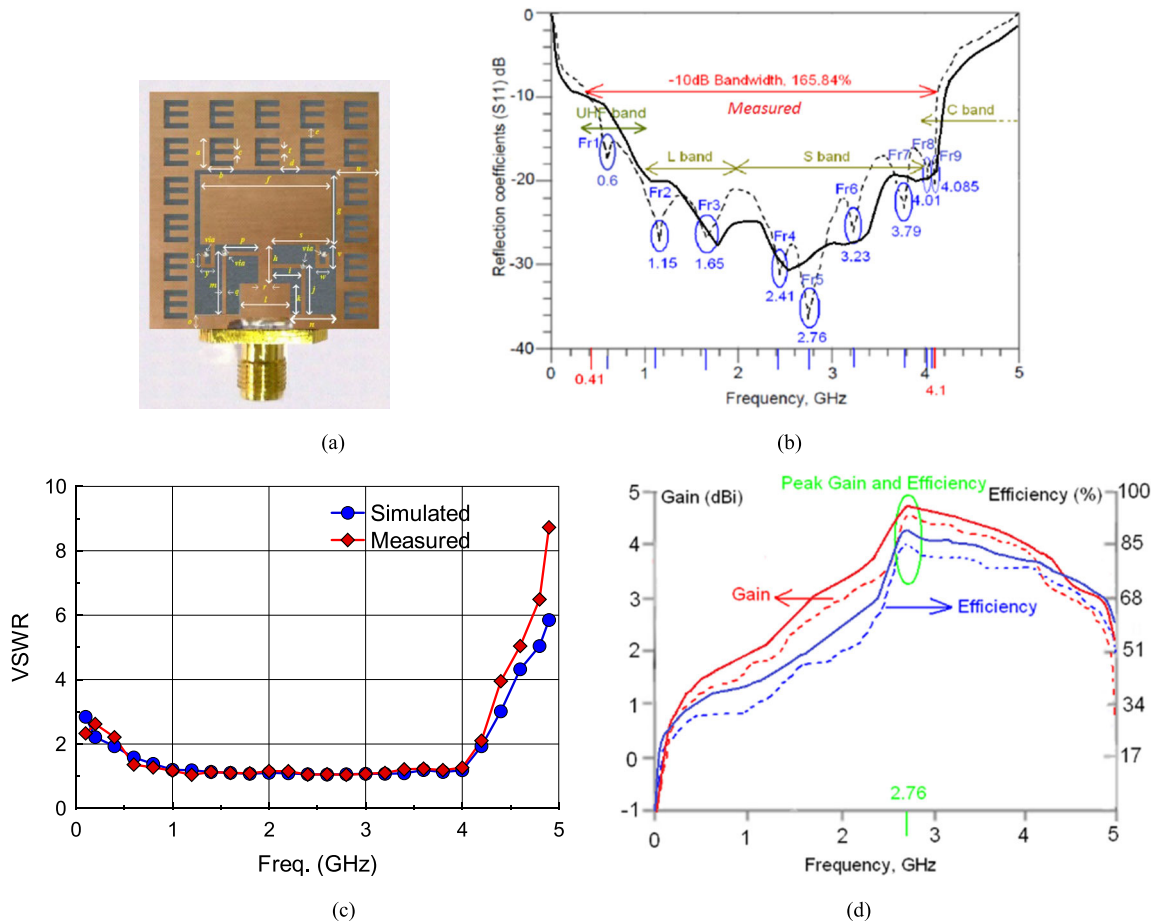 a
b
c
d
e
f
g
h
i
j
k
l
m
n
p
q
r
s
t
u
v
w
x
y
via
via
via
(a)
0
-10
-20
-30
-40
Reflection coefficients (S11) dB
-10dB Bandwidth, 165.84%
Measured
UHF band
C band
L band
S band
Fr1
0.6
Fr2
1.15
Fr3
1.65
Fr4
2.41
Fr5
2.76
Fr6
3.23
Fr7
3.79
Fr8
4.01
Fr9
4.085
0 1 2 3 4 5
0.41
4.1
Frequency, GHz
(b)
10
8
6
4
2
0
VSWR
Simulated
Measured
0 1 2 3 4 5
Freq. (GHz)
(c)
Peak Gain and Efficiency
Gain (dBi)
Efficiency (%)
5
4
3
2
1
0
-1
100
85
68
51
34
17
Gain
Efficiency
2.76
0 1 2 3 4 5
Frequency, GHz
(d)